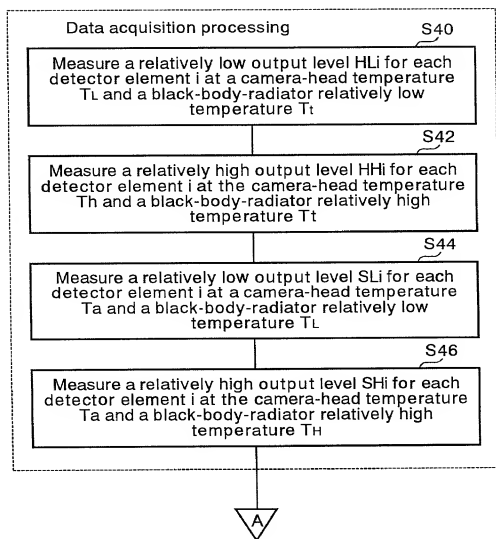 Data acquisition processing
S40
Measure a relatively low output level HLi for each
detector element i at a camera-head temperature
TL and a black-body-radiator relatively low
temperature Tt
S42
Measure a relatively high output level HHi for each
detector element i at the camera-head temperature
Th and a black-body-radiator relatively high
temperature Tt
S44
Measure a relatively low output level SLi for each
detector element i at a camera-head temperature
Ta and a black-body-radiator relatively low
temperature TL
S46
Measure a relatively high output level SHi for each
detector element i at the camera-head temperature
Ta and a black-body-radiator relatively high
temperature TH
A